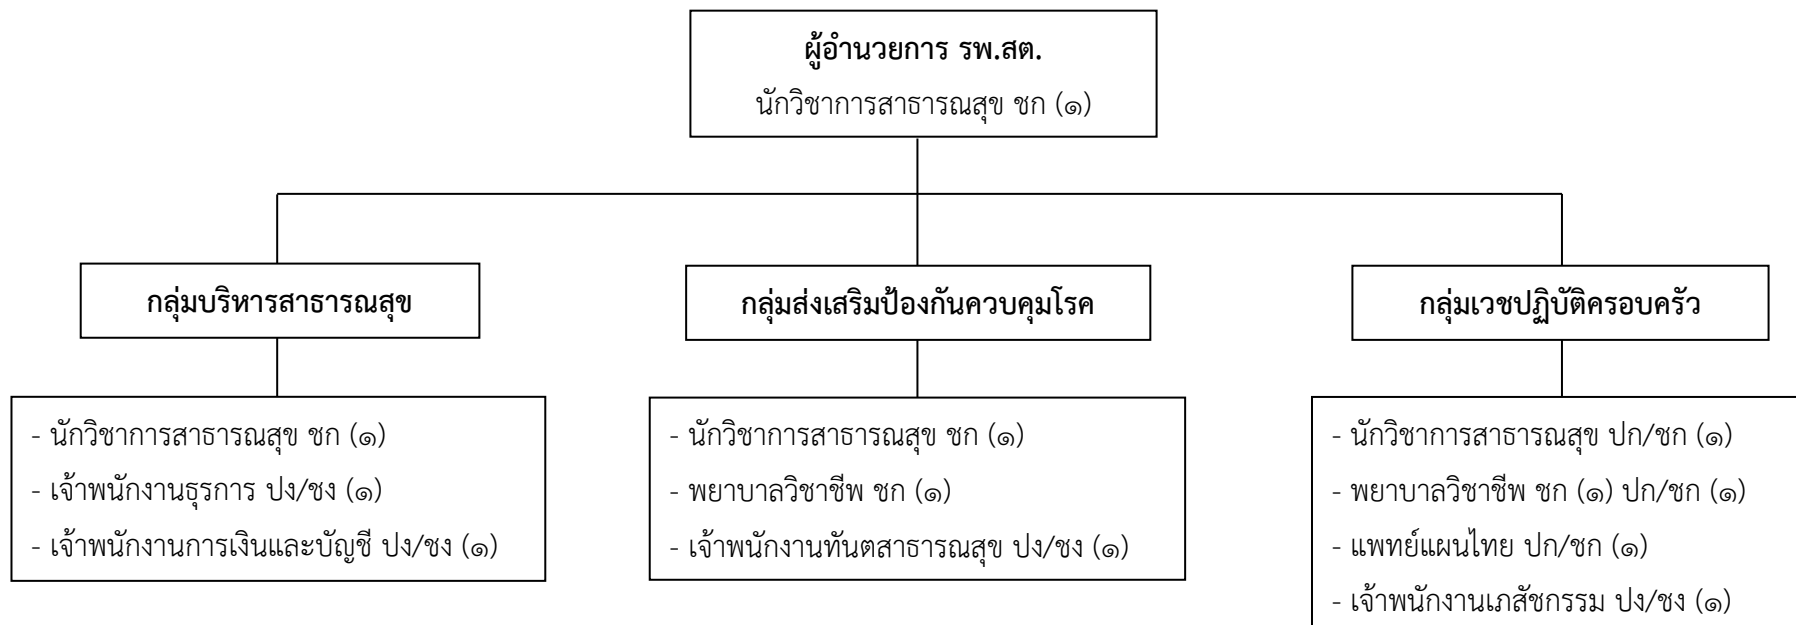 ผู้อำนวยการ รพ.สต.
นักวิชาการสาธารณสุข ชก (๑)
กลุ่มบริหารสาธารณสุข
กลุ่มส่งเสริมป้องกันควบคุมโรค
กลุ่มเวชปฏิบัติครอบครัว
- นักวิชาการสาธารณสุข ชก (๑)
- เจ้าพนักงานธุรการ ปง/ชง (๑)
- เจ้าพนักงานการเงินและบัญชี ปง/ชง (๑)
- นักวิชาการสาธารณสุข ชก (๑)
- พยาบาลวิชาชีพ ชก (๑)
- เจ้าพนักงานทันตสาธารณสุข ปง/ชง (๑)
- นักวิชาการสาธารณสุข ปก/ชก (๑)
- พยาบาลวิชาชีพ ชก (๑) ปก/ชก (๑)
- แพทย์แผนไทย ปก/ชก (๑)
- เจ้าพนักงานเภสัชกรรม ปง/ชง (๑)